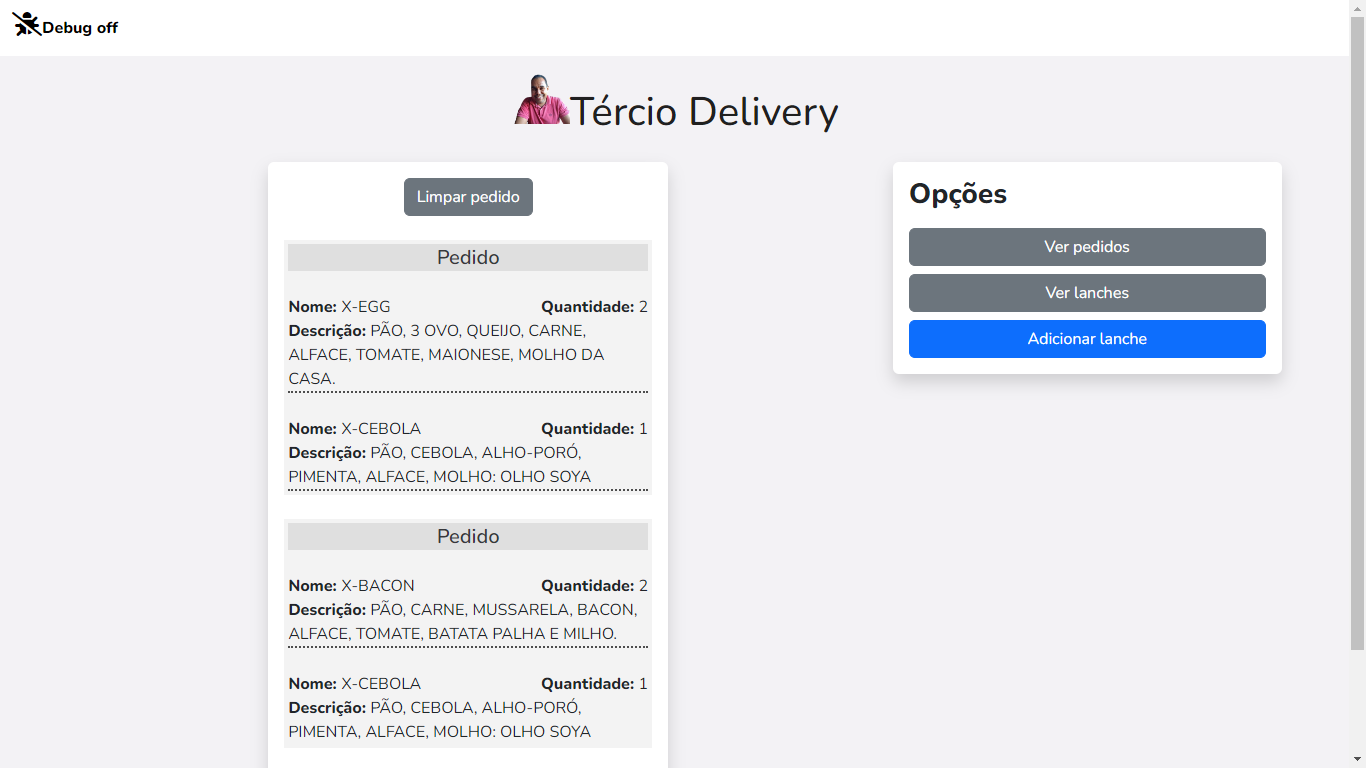 Debug off
Tércio Delivery
Limpar pedido
Pedido
Nome: X-EGG Quantidade: 2
Descrição: PÃO, 3 OVO, QUEIJO, CARNE,
ALFACE, TOMATE, MAIONESE, MOLHO DA
CASA.
Nome: X-CEBOLA Quantidade: 1
Descrição: PÃO, CEBOLA, ALHO-PORÓ,
PIMENTA, ALFACE, MOLHO: OLHO SOYA
Pedido
Nome: X-BACON Quantidade: 2
Descrição: PÃO, CARNE, MUSSARELA, BACON,
ALFACE, TOMATE, BATATA PALHA E MILHO.
Nome: X-CEBOLA Quantidade: 1
Descrição: PÃO, CEBOLA, ALHO-PORÓ,
PIMENTA, ALFACE, MOLHO: OLHO SOYA
Opções
Ver pedidos
Ver lanches
Adicionar lanche